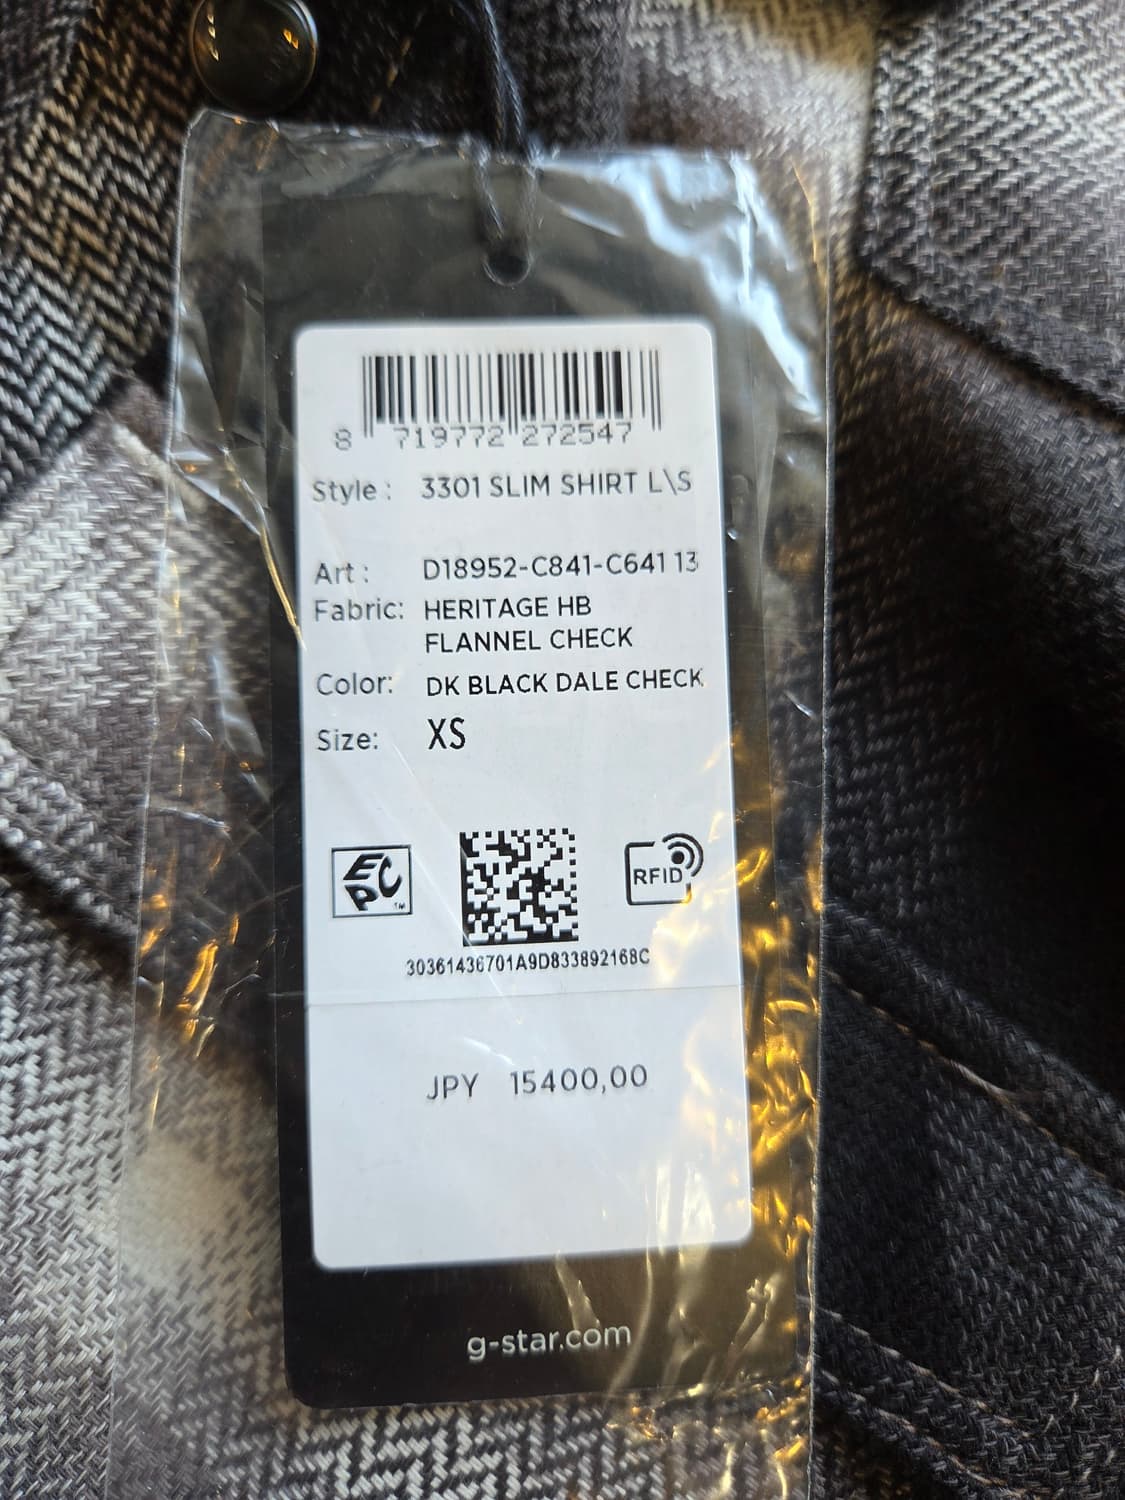 8 719772 272547
Style : 3301 SLIM SHIRT L\S
Art : D18952-C841-C641 13
Fabric: HERITAGE HB
FLANNEL CHECK
Color: DK BLACK DALE CHECK
Size: XS
EPC TM
RFID
30361436701A9D833892168C
JPY 15400,00
g-star.com